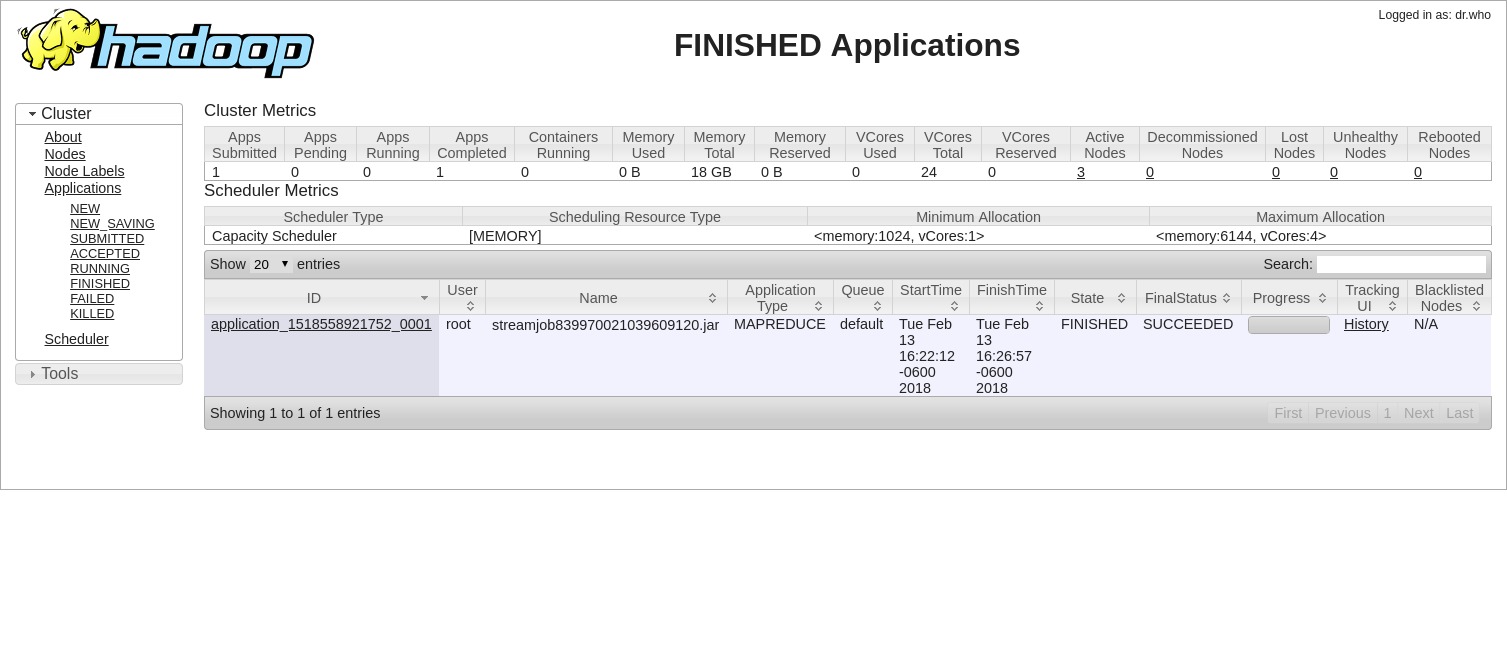 Logged in as: dr.who
hadoop
FINISHED Applications
Cluster
About
Nodes
Node Labels
Applications
NEW
NEW_SAVING
SUBMITTED
ACCEPTED
RUNNING
FINISHED
FAILED
KILLED
Scheduler
Tools
Cluster Metrics
Apps Submitted Apps Pending Apps Running Apps Completed Containers Running Memory Used Memory Total Memory Reserved VCores Used VCores Total VCores Reserved Active Nodes Decommissioned Nodes Lost Nodes Unhealthy Nodes Rebooted Nodes
1 0 0 1 0 0 B 18 GB 0 B 0 24 0 3 0 0 0 0
Scheduler Metrics
Scheduler Type Scheduling Resource Type Minimum Allocation Maximum Allocation
Capacity Scheduler [MEMORY] <memory:1024, vCores:1> <memory:6144, vCores:4>
Show 20 entries Search:
ID User Name Application Type Queue StartTime FinishTime State FinalStatus Progress Tracking UI Blacklisted Nodes
application_1518558921752_0001 root streamjob839970021039609120.jar MAPREDUCE default Tue Feb 13 16:22:12 -0600 2018 Tue Feb 13 16:26:57 -0600 2018 FINISHED SUCCEEDED History N/A
Showing 1 to 1 of 1 entries First Previous 1 Next Last